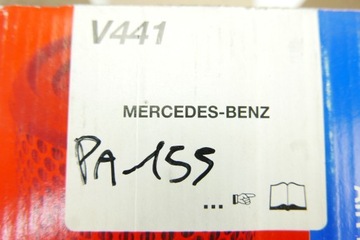 V441
MERCEDES-BENZ
PA-155
...